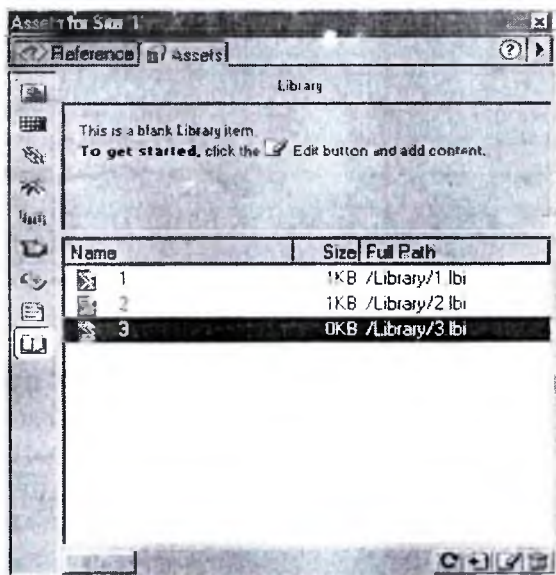 Assets for Site 1
Reference Assets
Library
This is a blank Library item.
To get started, click the Edit button and add content.
Name Size Full Path
1 1KB /Library/1.lbi
2 1KB /Library/2.lbi
3 0KB /Library/3.lbi